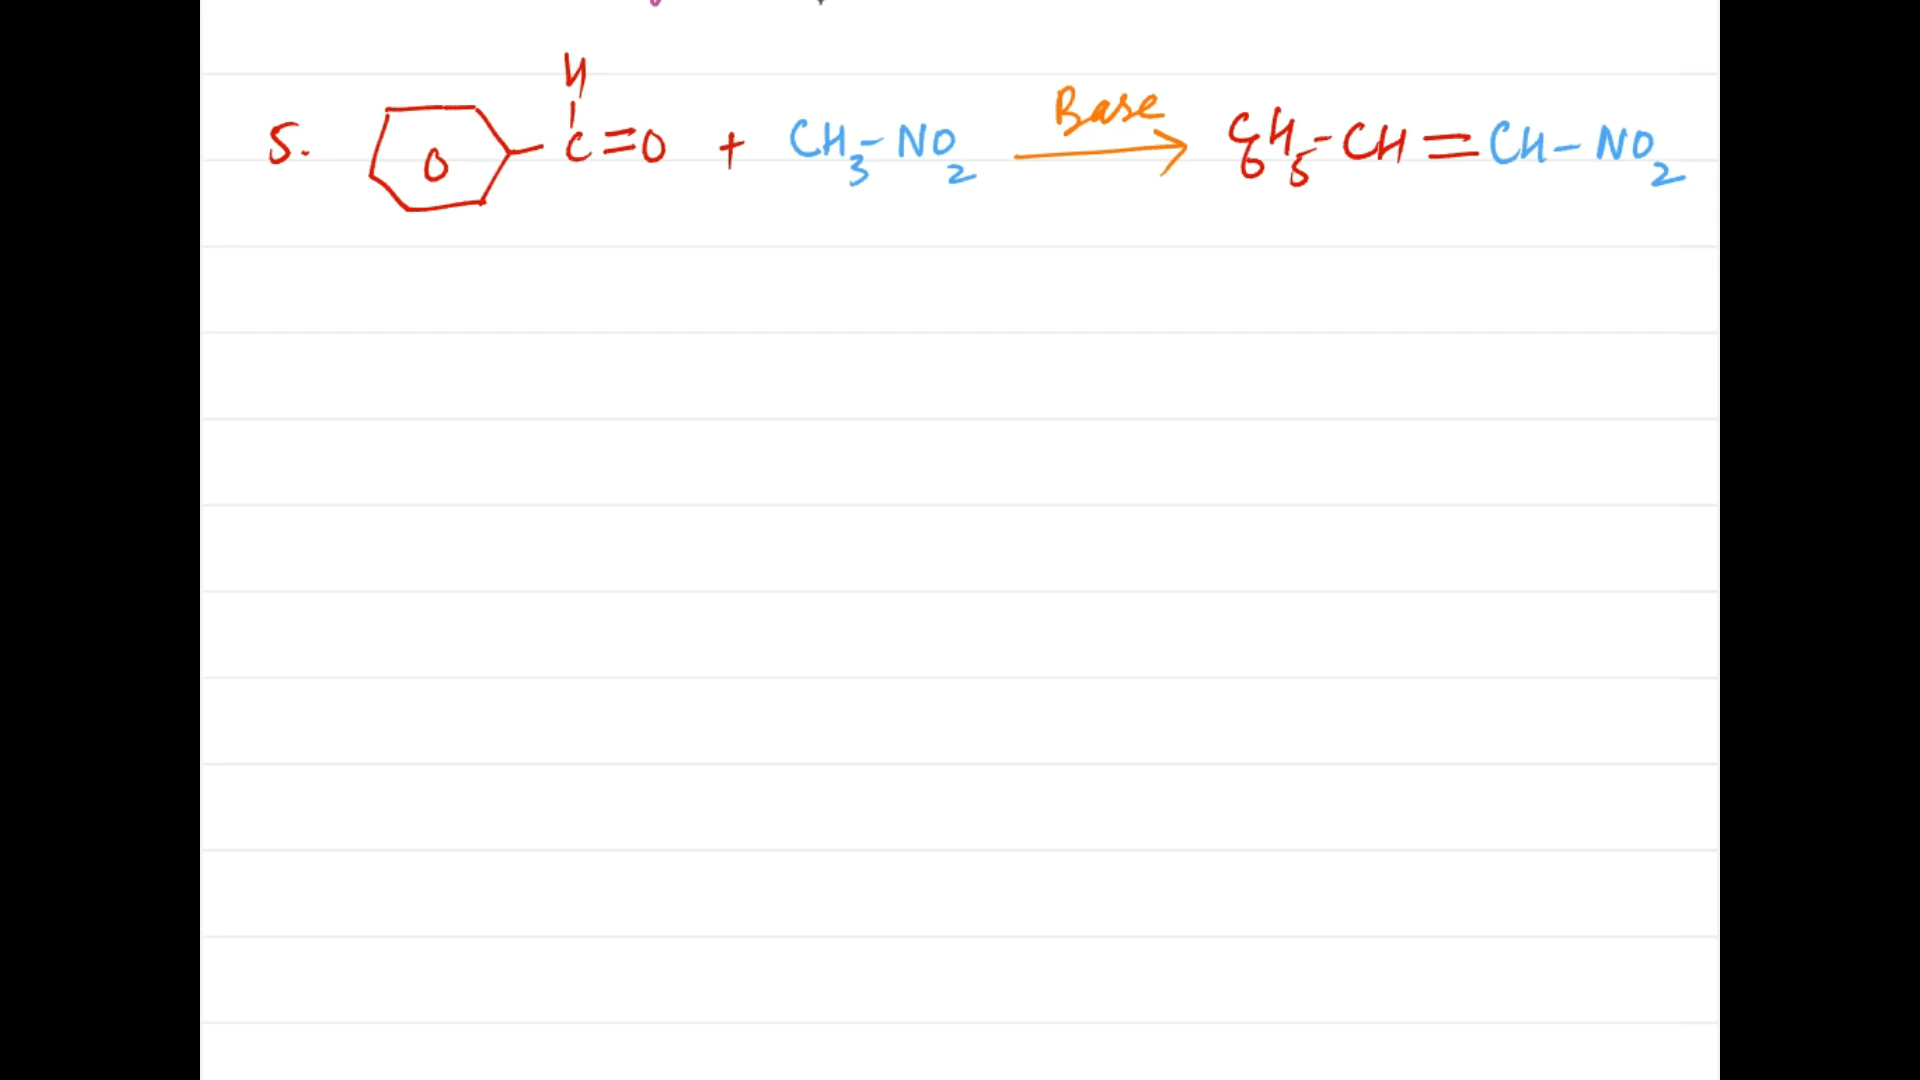 Base
5. H C=O + CH3-NO2 → C6H5-CH=CH-NO2